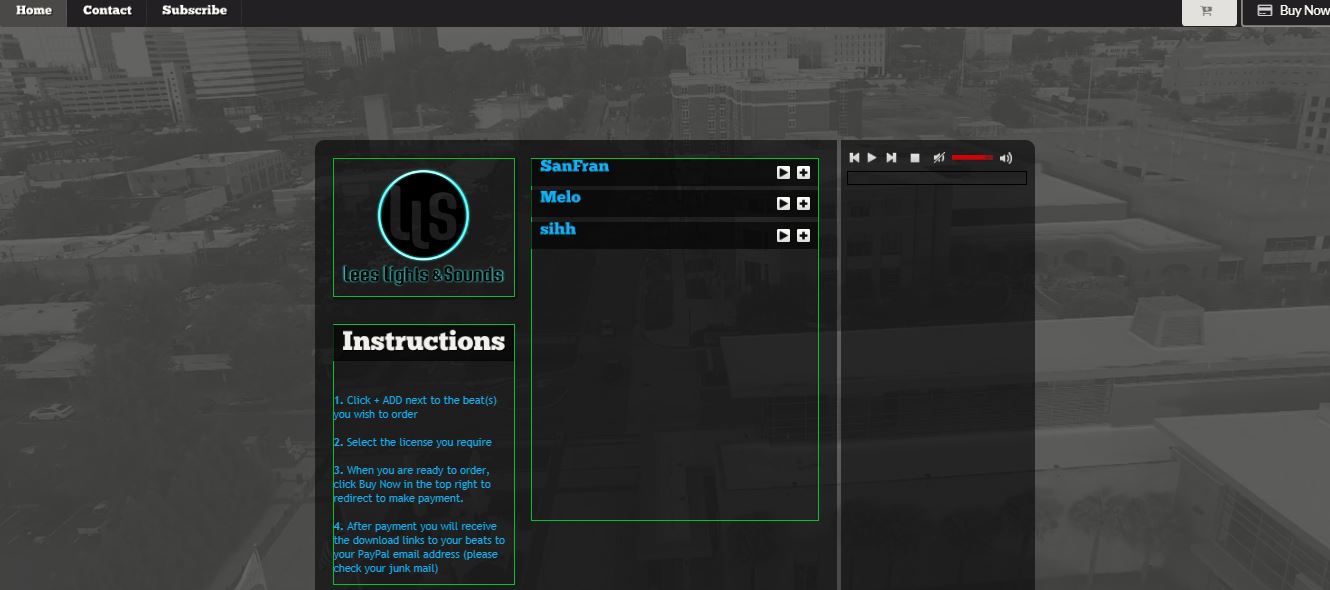 Home Contact Subscribe Buy Now
LLS
Lees Lights & Sounds
SanFran
Melo
sihh
Instructions
1. Click + ADD next to the beat(s)
you wish to order
2. Select the license you require
3. When you are ready to order,
click Buy Now in the top right to
redirect to make payment.
4. After payment you will receive
the download links to your beats to
your PayPal email address (please
check your junk mail)